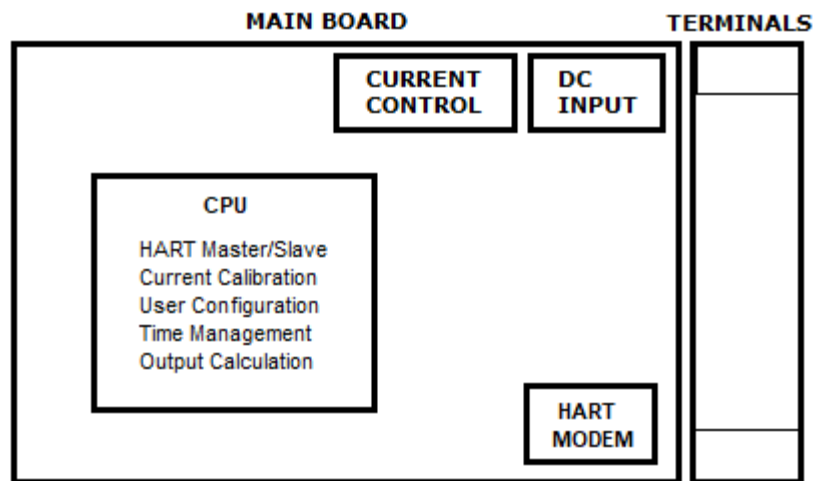 MAIN BOARD
TERMINALS
CURRENT
CONTROL
DC
INPUT
CPU
HART Master/Slave
Current Calibration
User Configuration
Time Management
Output Calculation
HART
MODEM